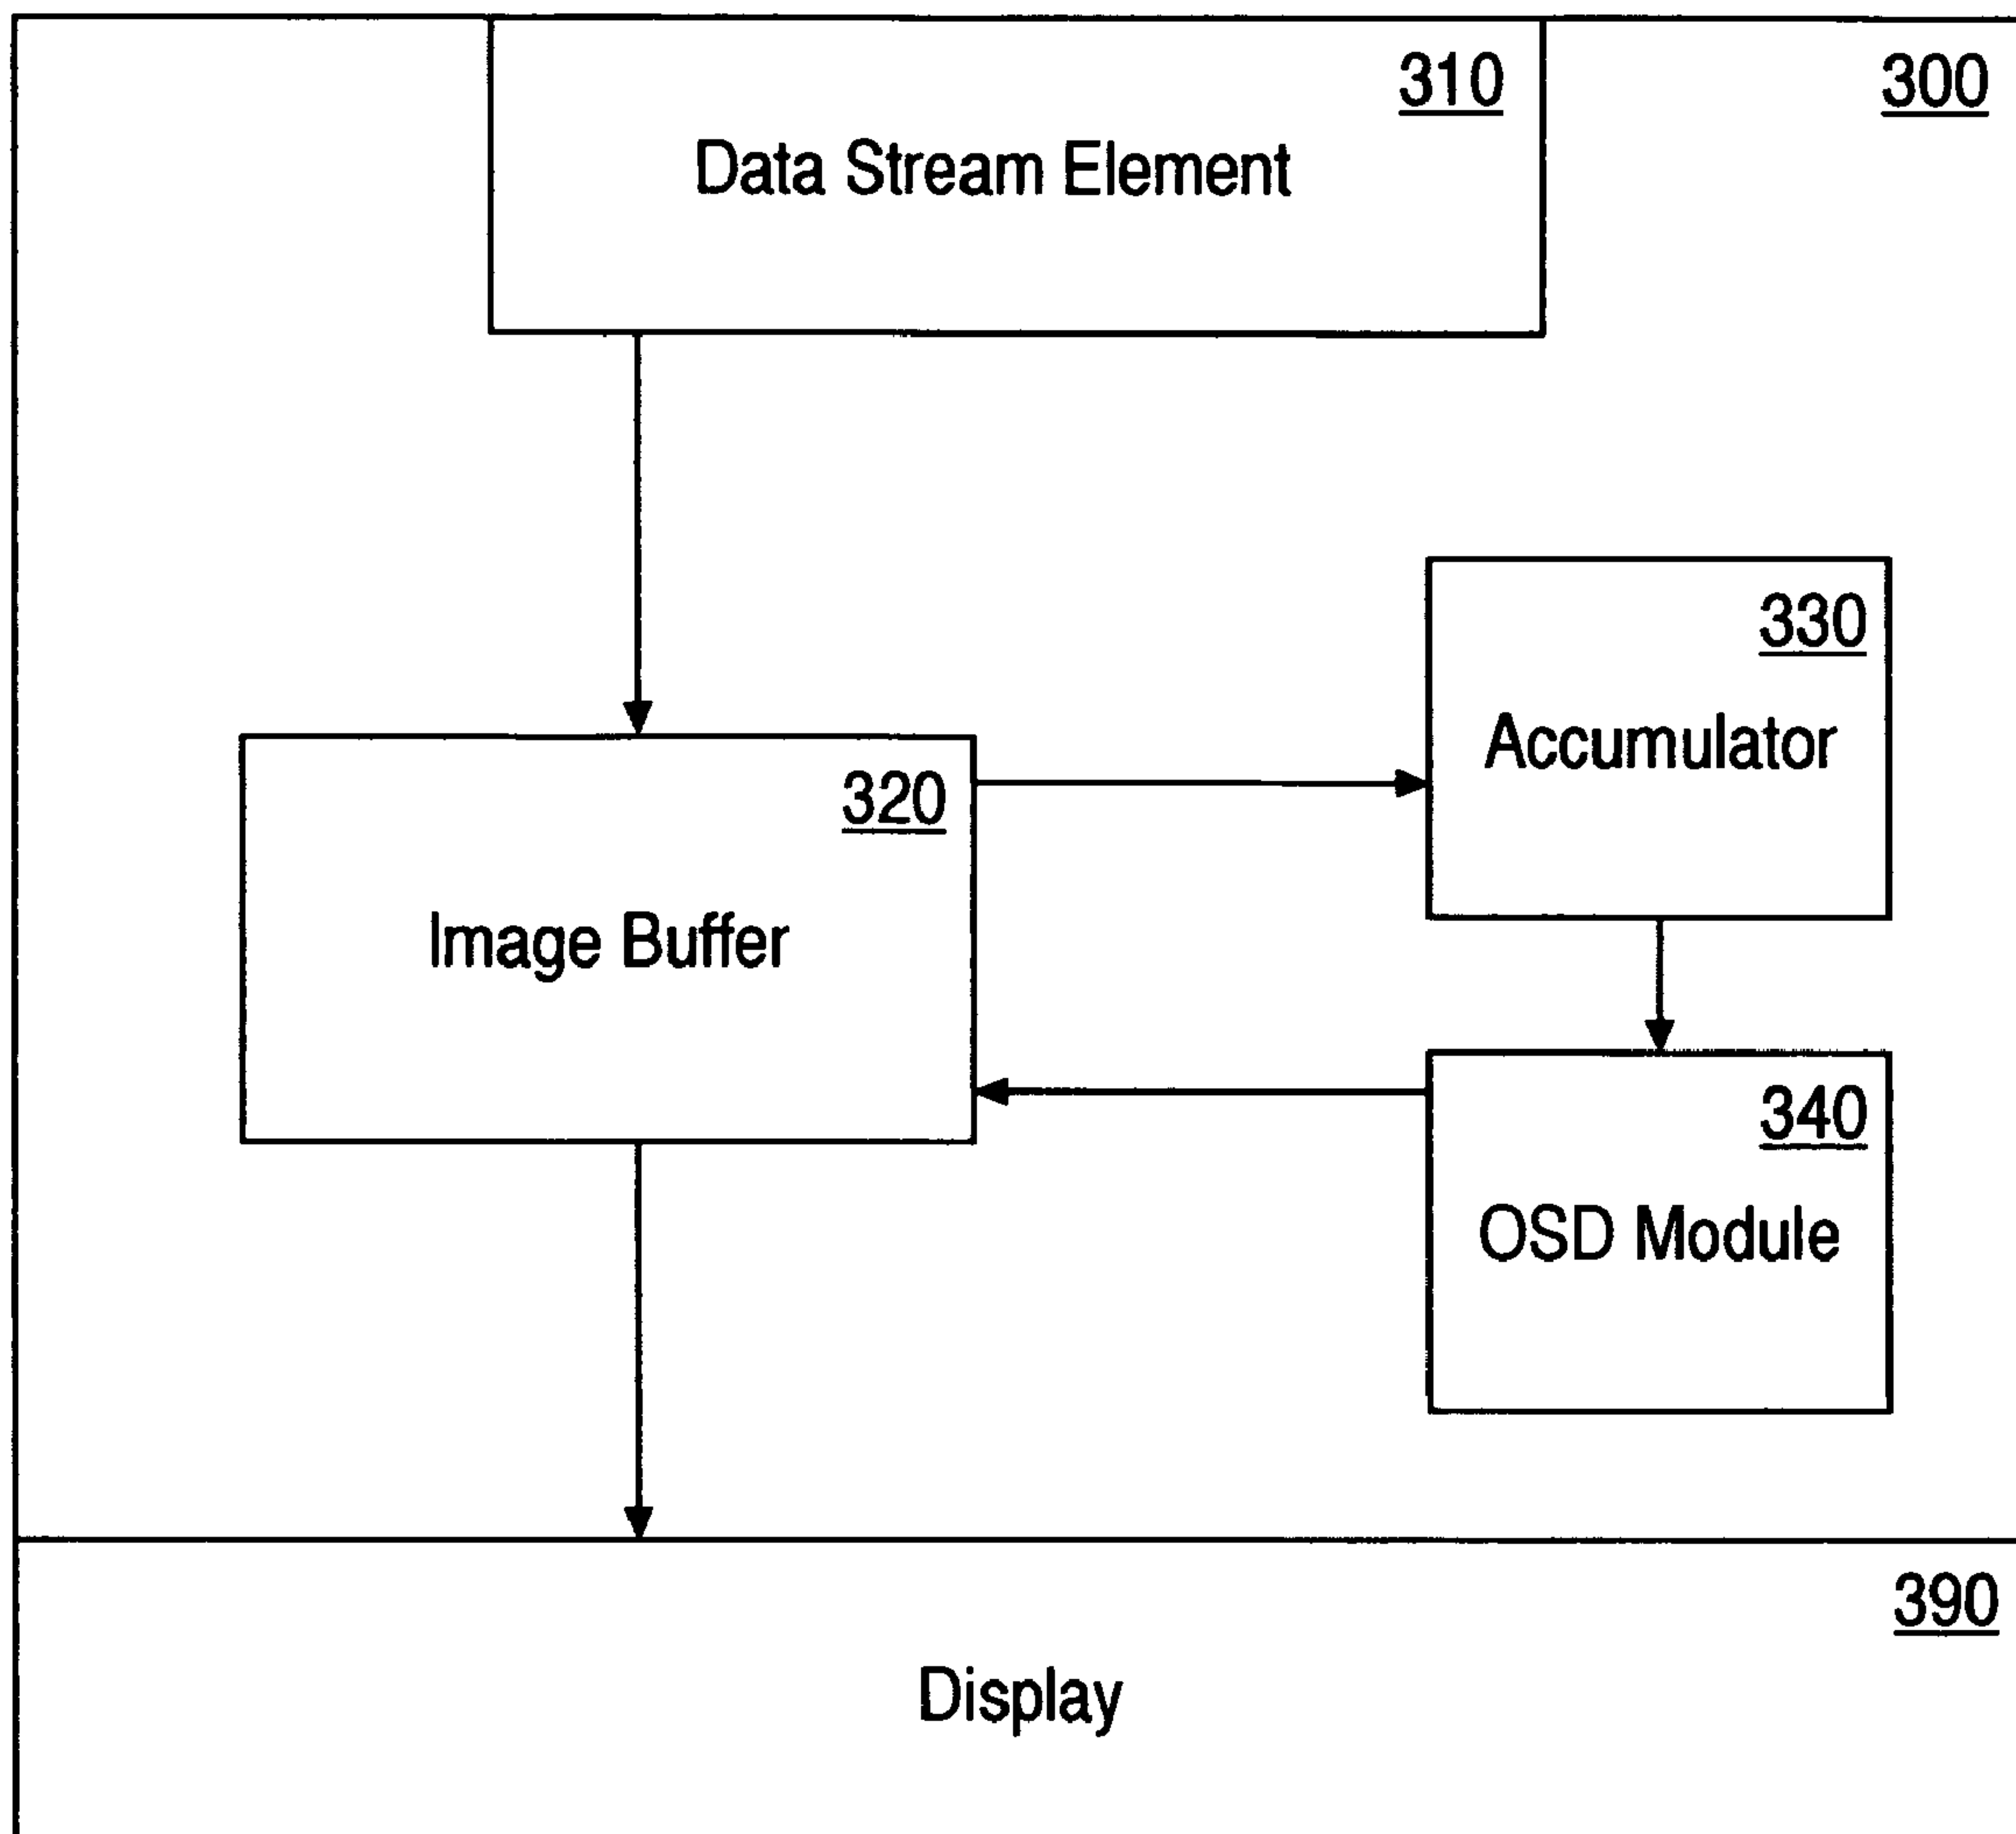 310
300
Data Stream Element
330
Accumulator
320
Image Buffer
340
OSD Module
390
Display